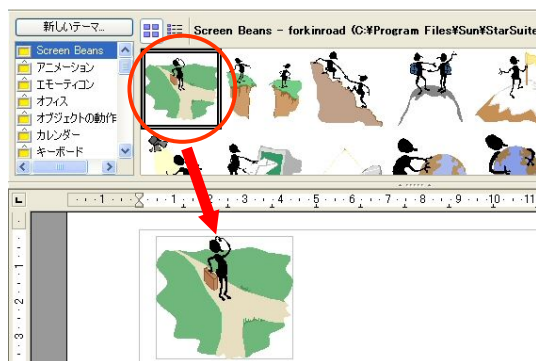 新しいテーマ...
Screen Beans - forkinroad (C:¥Program Files¥Sun¥StarSuite
Screen Beans
アニメーション
エモーティコン
オフィス
オブジェクトの動作
カレンダー
キーボード
1 1 2 3 4 5 6 7 8 9 10 11
1
2
3